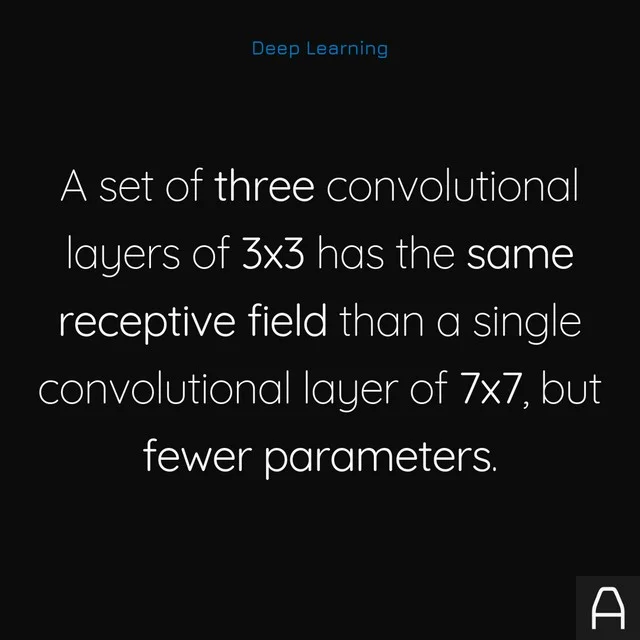 Deep Learning
A set of three convolutional
layers of 3x3 has the same
receptive field than a single
convolutional layer of 7x7, but
fewer parameters.
A